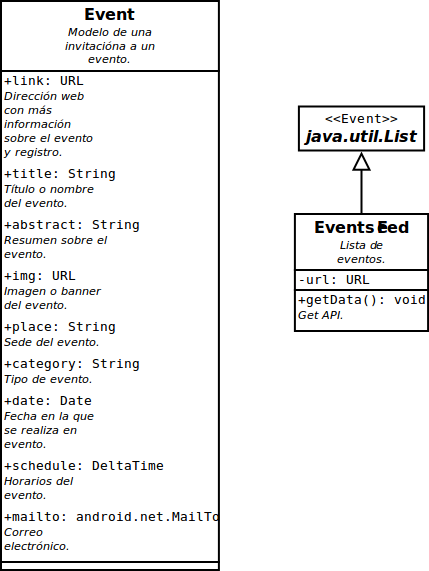 Event
Modelo de una
invitacióna a un
evento.
+link: URL
Dirección web
con más
información
sobre el evento
y registro.
+title: String
Título o nombre
del evento.
+abstract: String
Resumen sobre el
evento.
+img: URL
Imagen o banner
del evento.
+place: String
Sede del evento.
+category: String
Tipo de evento.
+date: Date
Fecha en la que
se realiza en
evento.
+schedule: DeltaTime
Horarios del
evento.
+mailto: android.net.MailTo
Correo
electrónico.
<<Event>>
java.util.List
Lista de
eventos.
-url: URL
+getData(): void
Get API.